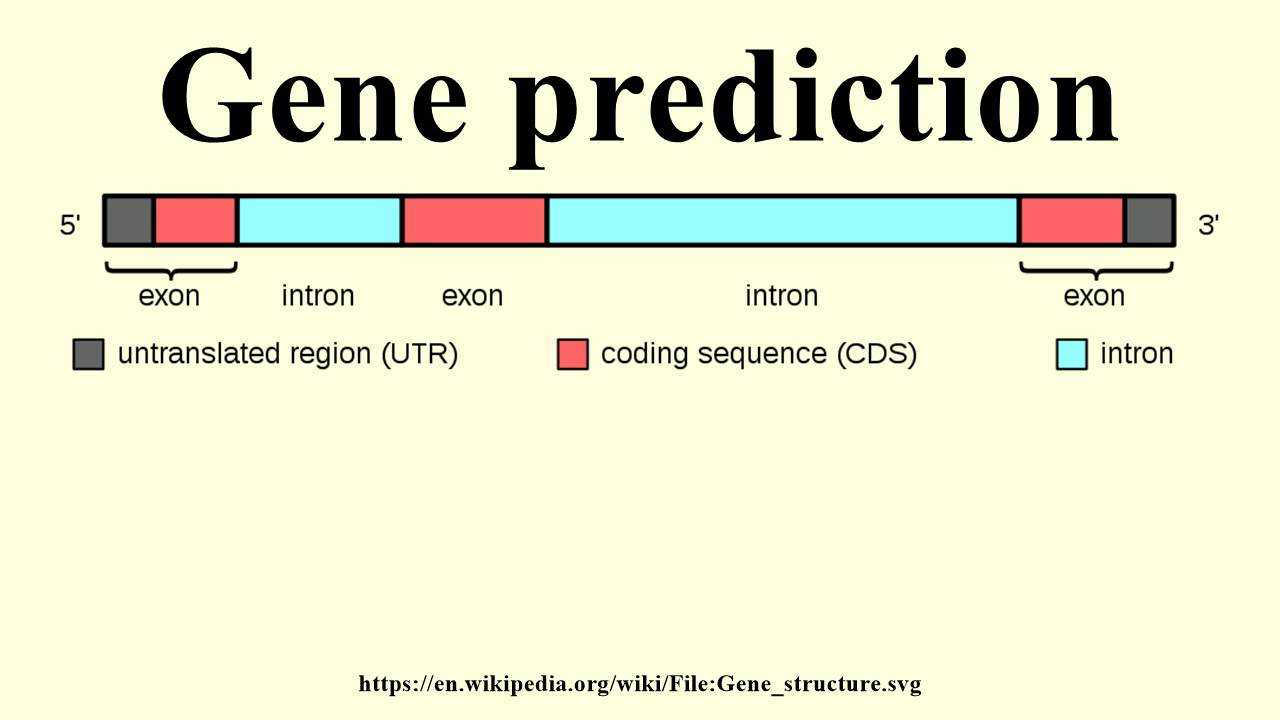 Gene prediction
5' 3'
exon intron exon intron exon
untranslated region (UTR) coding sequence (CDS) intron
https://en.wikipedia.org/wiki/File:Gene_structure.svg